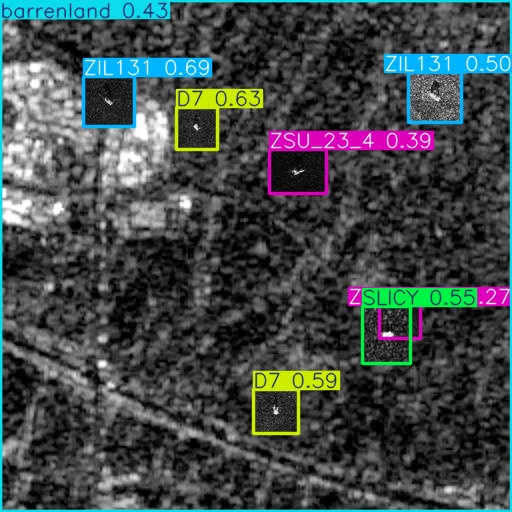 barrenland 0.43
ZIL131 0.69
ZIL131 0.50
D7 0.63
ZSU_23_4 0.39
Z
SLICY 0.55
.27
D7 0.59